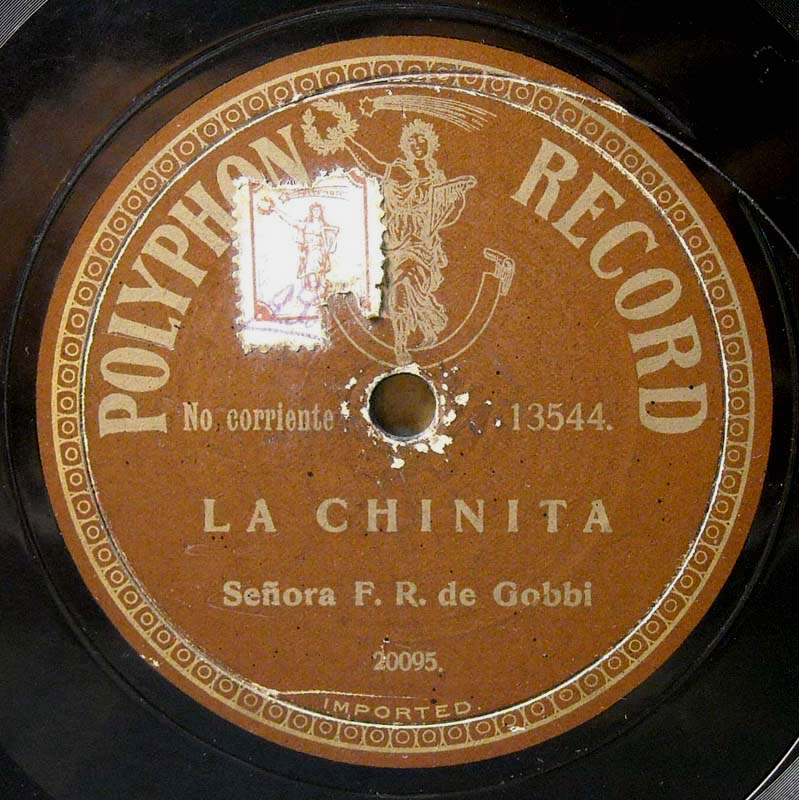 POLYPHON RECORD
No corriente 13544.
LA CHINITA
Señora F. R. de Gobbi
20095.
IMPORTED.